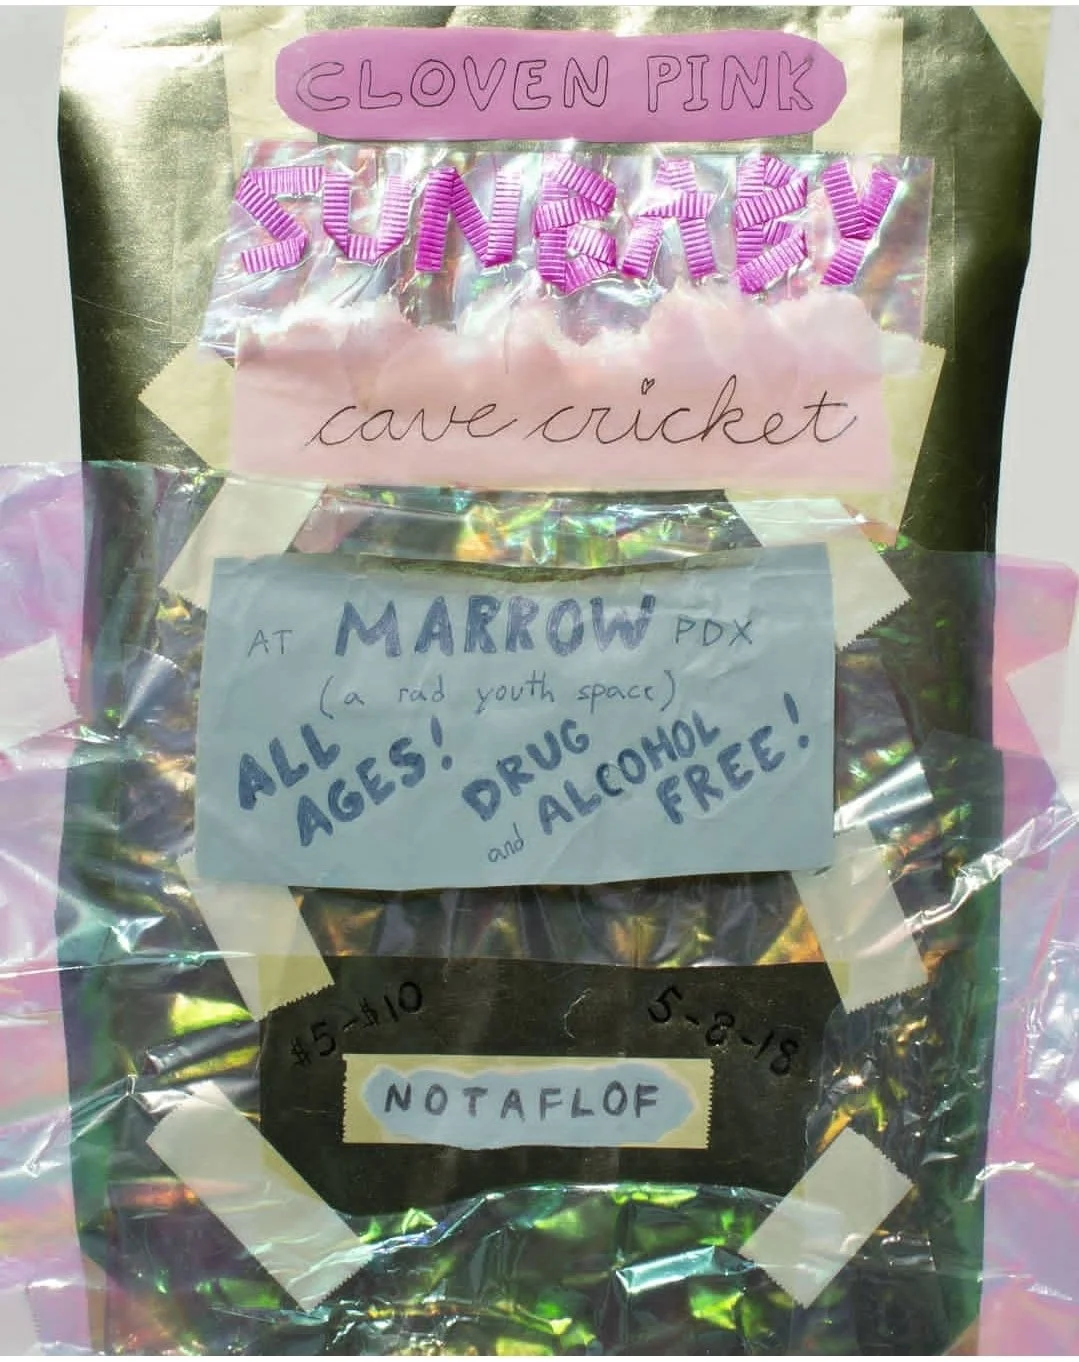 CLOVEN PINK
SUNBABY
cave cricket
AT MARROW PDX
(a rad youth space)
ALL AGES!
DRUG and ALCOHOL FREE!
$5-$10
5-8-18
NOTAFLOF